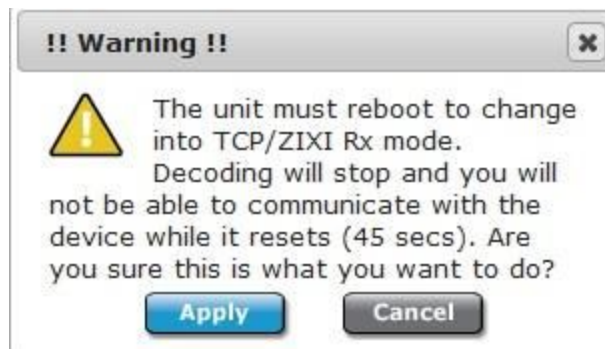 !! Warning !!
The unit must reboot to change
into TCP/ZIXI Rx mode.
Decoding will stop and you will
not be able to communicate with the
device while it resets (45 secs). Are
you sure this is what you want to do?
Apply
Cancel